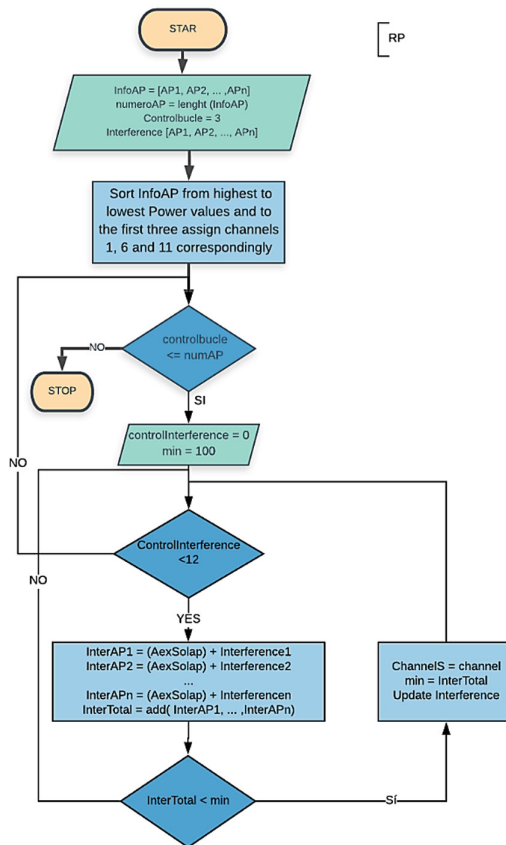 STAR
RP
InfoAP = [AP1, AP2, ... ,APn]
numeroAP = lenght (InfoAP)
Controlbucle = 3
Interference [AP1, AP2, ..., APn]
Sort InfoAP from highest to
lowest Power values and to
the first three assign channels
1, 6 and 11 correspondingly
controlbucle
<= numAP
NO
STOP
SI
controlInterference = 0
min = 100
NO
ControlInterference
<12
NO
YES
InterAP1 = (AexSolap) + Interference1
InterAP2 = (AexSolap) + Interference2
...
InterAPn = (AexSolap) + Interferencen
InterTotal = add( InterAP1, ... ,InterAPn)
ChannelS = channel
min = InterTotal
Update Interference
InterTotal < min
Sí